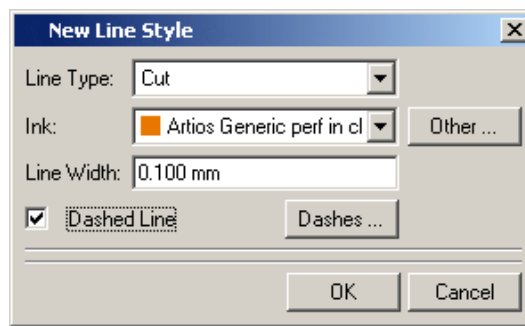 New Line Style
Line Type: Cut
Ink: Artios Generic perf in cl Other ...
Line Width: 0.100 mm
Dashed Line Dashes ...
OK Cancel